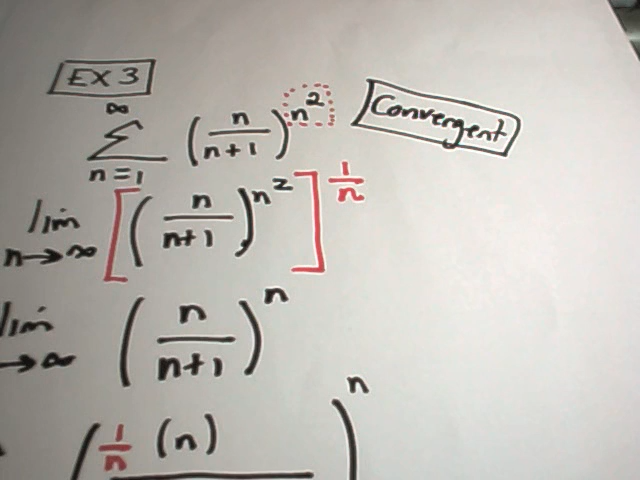 EX 3
∞
∑ (n/(n+1))^n² Convergent
n=1
lim [(n/(n+1))^n²]^1/n
n→∞
lim (n/(n+1))^n
→∞
(1/n (n) )^n